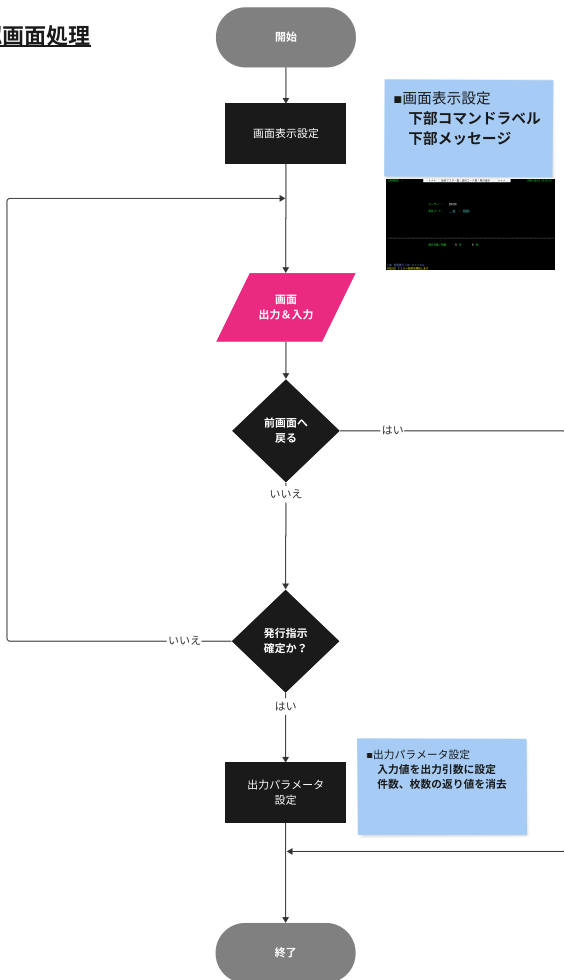 画面処理
開始
画面表示設定
■画面表示設定
下部コマンドラベル
下部メッセージ
画面
出力＆入力
前画面へ
戻る
はい
いいえ
発行指示
確定か？
いいえ
はい
出力パラメータ
設定
■出力パラメータ設定
入力値を出力引数に設定
件数、枚数の返り値を消去
終了